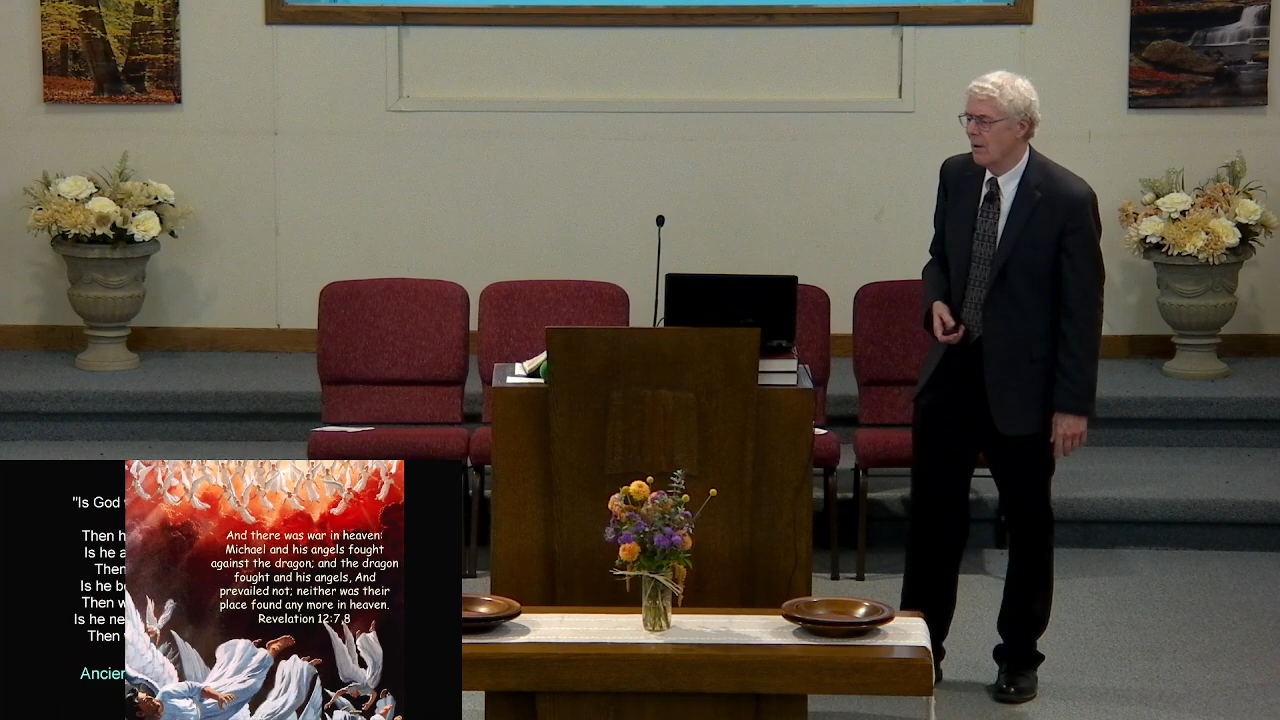 "Is God
Then h
Is he a
Then
Is he b
Then w
Is he ne
Then
Ancien
And there was war in heaven:
Michael and his angels fought
against the dragon; and the dragon
fought and his angels, And
prevailed not; neither was their
place found any more in heaven.
Revelation 12:7,8